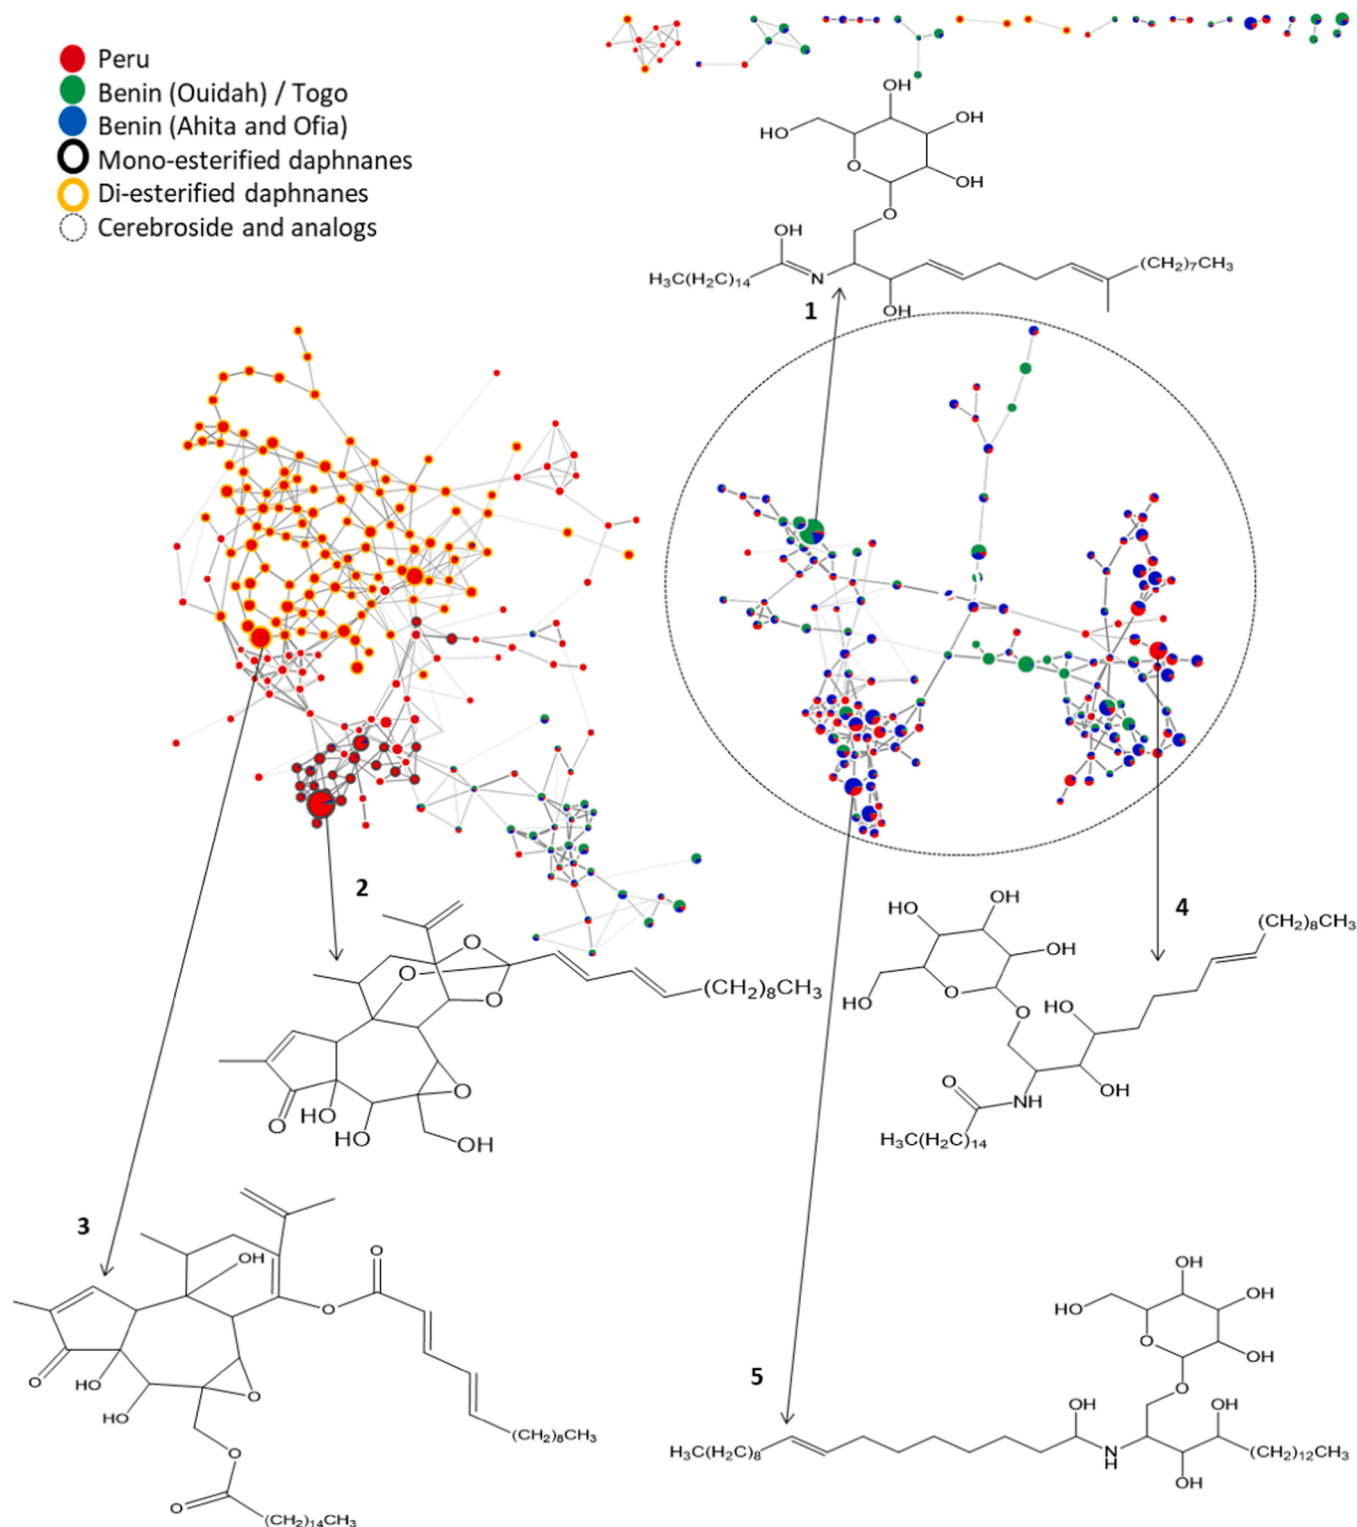 Peru
Benin (Ouidah) / Togo
Benin (Ahita and Ofia)
Mono-esterified daphnanes
Di-esterified daphnanes
Cerebroside and analogs
OH
HO
OH
O
OH
O
OH
H3C(H2C)14
N
(CH2)7CH3
OH
1
2
O
O
O
(CH2)8CH3
O
HO
O
HO
OH
4
HO
OH
(CH2)8CH3
OH
HO
O
O
HO
O
NH
OH
H3C(H2C)14
3
OH
O
O
O
HO
O
HO
(CH2)8CH3
O
O
(CH2)14CH3
5
OH
HO
OH
O
OH
O
OH
OH
H3C(H2C)8
N
H
(CH2)12CH3
OH